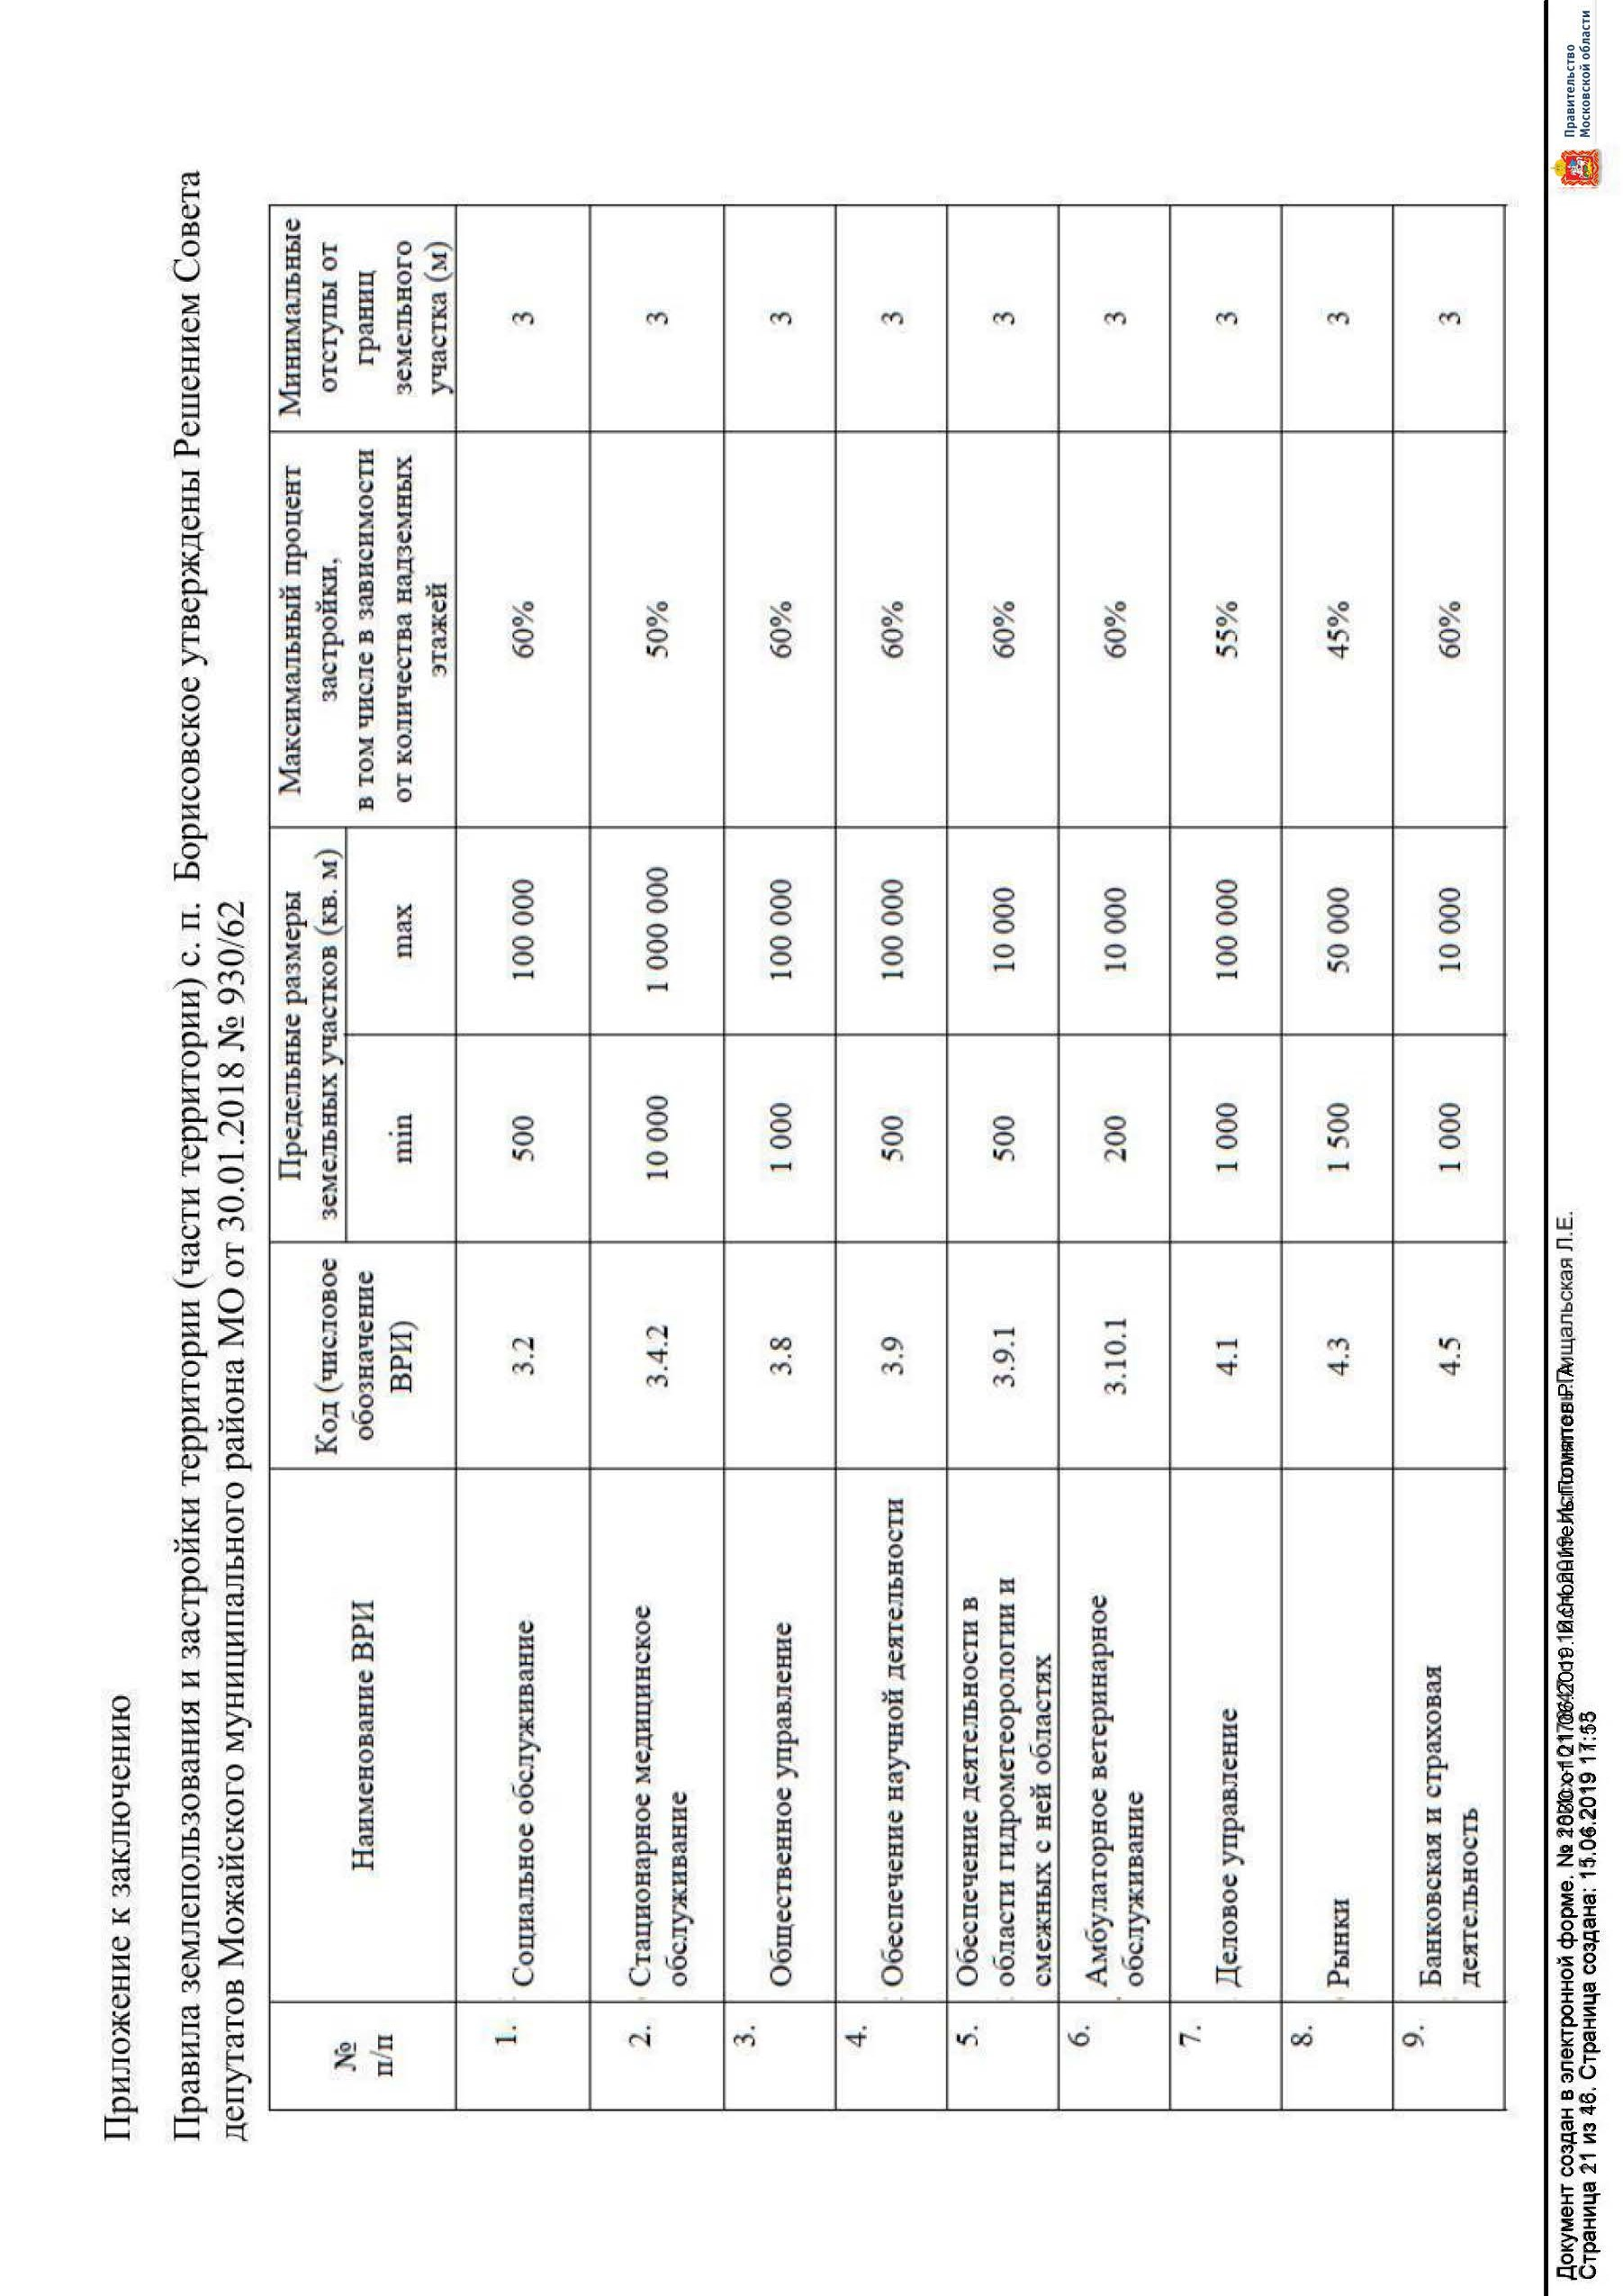 Приложение к заключению
Правила землепользования и застройки территории (части территории) с. п. Борисовское утверждены Решением Совета
депутатов Можайского муниципального района МО от 30.01.2018 № 930/62
№
п/п
Наименование ВРИ
Код (числовое
обозначение
ВРИ)
Предельные размеры
земельных участков (кв. м)
min
max
Максимальный процент
застройки,
в том числе в зависимости
от количества надземных
этажей
Минимальные
отступы от
границ
земельного
участка (м)
1. Социальное обслуживание 3.2 500 100 000 60% 3
2. Стационарное медицинское
обслуживание 3.4.2 10 000 1 000 000 50% 3
3. Общественное управление 3.8 1 000 100 000 60% 3
4. Обеспечение научной деятельности 3.9 500 100 000 60% 3
5. Обеспечение деятельности в
области гидрометеорологии и
смежных с ней областях 3.9.1 500 10 000 60% 3
6. Амбулаторное ветеринарное
обслуживание 3.10.1 200 10 000 60% 3
7. Деловое управление 4.1 1 000 100 000 55% 3
8. Рынки 4.3 1 500 50 000 45% 3
9. Банковская и страховая
деятельность 4.5 1 000 10 000 60% 3
Документ создан в электронной форме. №
Страница 21 из 46. Страница создана:
Правительство
Московской области